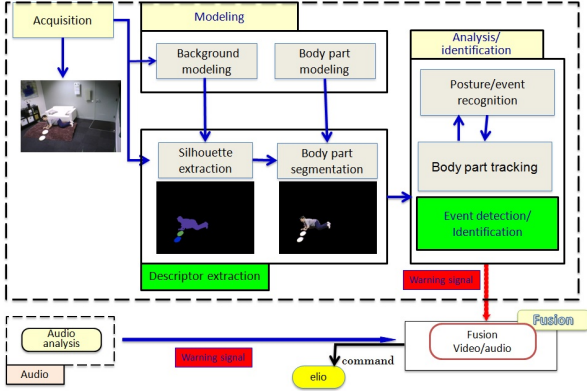 Acquisition
Modeling
Background
modeling
Body part
modeling
Analysis/
identification
Posture/event
recognition
Silhouette
extraction
Body part
segmentation
Body part tracking
Event detection/
Identification
Descriptor extraction
Warning signal
Fusion
Audio
analysis
Fusion
Video/audio
Warning signal
command
Audio
elio